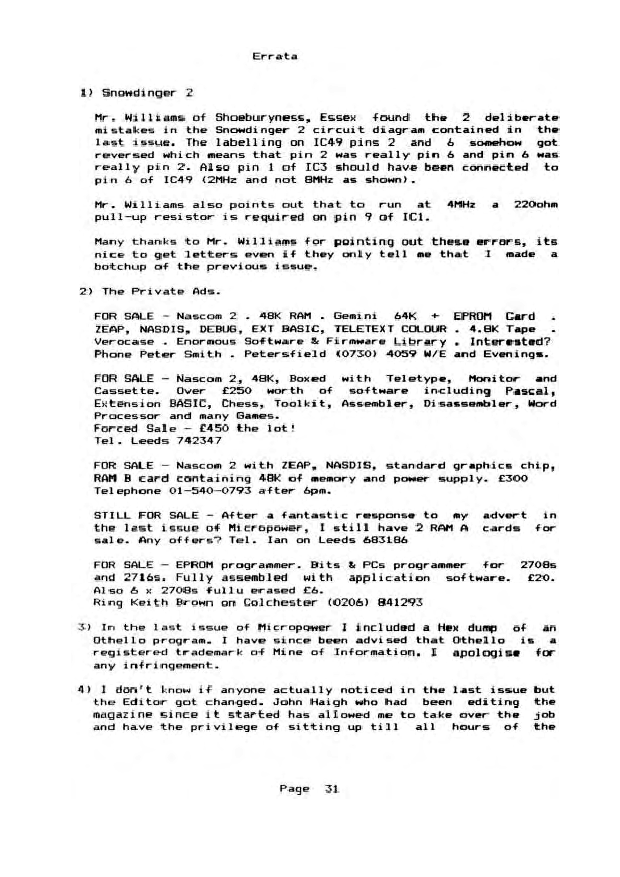 Errata
1) Snowdinger 2
Mr. Williams of Shoeburyness, Essex found the 2 deliberate
mistakes in the Snowdinger 2 circuit diagram contained in the
last issue. The labelling on IC49 pins 2 and 6 somehow got
reversed which means that pin 2 was really pin 6 and pin 6 was
really pin 2. Also pin 1 of IC3 should have been connected to
pin 6 of IC49 (2MHz and not 8MHz as shown).
Mr. Williams also points out that to run at 4MHz a 220ohm
pull-up resistor is required on pin 9 of IC1.
Many thanks to Mr. Williams for pointing out these errors, its
nice to get letters even if they only tell me that I made a
botchup of the previous issue.
2) The Private Ads.
FOR SALE - Nascom 2 . 48K RAM . Gemini 64K + EPROM Card .
ZEAP, NASDIS, DEBUG, EXT BASIC, TELETEXT COLOUR . 4.8K Tape .
Verocase . Enormous Software & Firmware Library . Interested?
Phone Peter Smith . Petersfield (0730) 4059 W/E and Evenings.
FOR SALE - Nascom 2, 48K, Boxed with Teletype, Monitor and
Cassette. Over £250 worth of software including Pascal,
Extension BASIC, Chess, Toolkit, Assembler, Disassembler, Word
Processor and many Games.
Forced Sale - £450 the lot!
Tel. Leeds 742347
FOR SALE - Nascom 2 with ZEAP, NASDIS, standard graphics chip,
RAM B card containing 48K of memory and power supply. £300
Telephone 01-540-0793 after 6pm.
STILL FOR SALE - After a fantastic response to my advert in
the last issue of Micropower, I still have 2 RAM A cards for
sale. Any offers? Tel. Ian on Leeds 683186
FOR SALE - EPROM programmer. Bits & PCs programmer for 2708s
and 2716s. Fully assembled with application software. £20.
Also 6 x 2708s fullu erased £6.
Ring Keith Brown on Colchester (0206) 841293
3) In the last issue of Micropower I included a Hex dump of an
Othello program. I have since been advised that Othello is a
registered trademark of Mine of Information. I apologise for
any infringement.
4) I don't know if anyone actually noticed in the last issue but
the Editor got changed. John Haigh who had been editing the
magazine since it started has allowed me to take over the job
and have the privilege of sitting up till all hours of the
Page 31